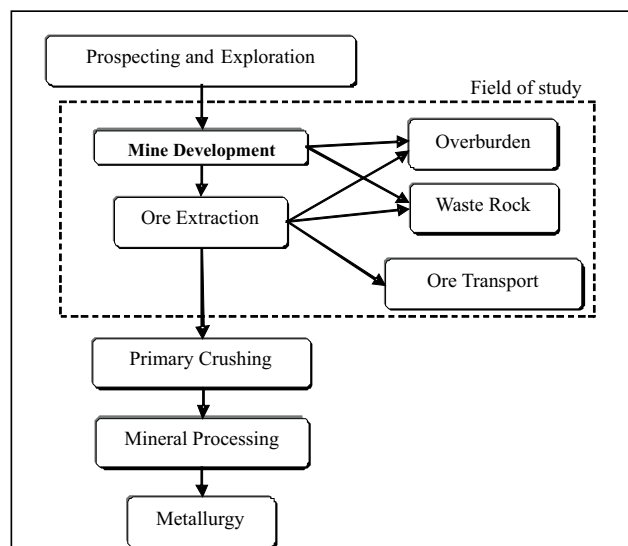 Prospecting and Exploration
Field of study
Mine Development
Overburden
Ore Extraction
Waste Rock
Ore Transport
Primary Crushing
Mineral Processing
Metallurgy